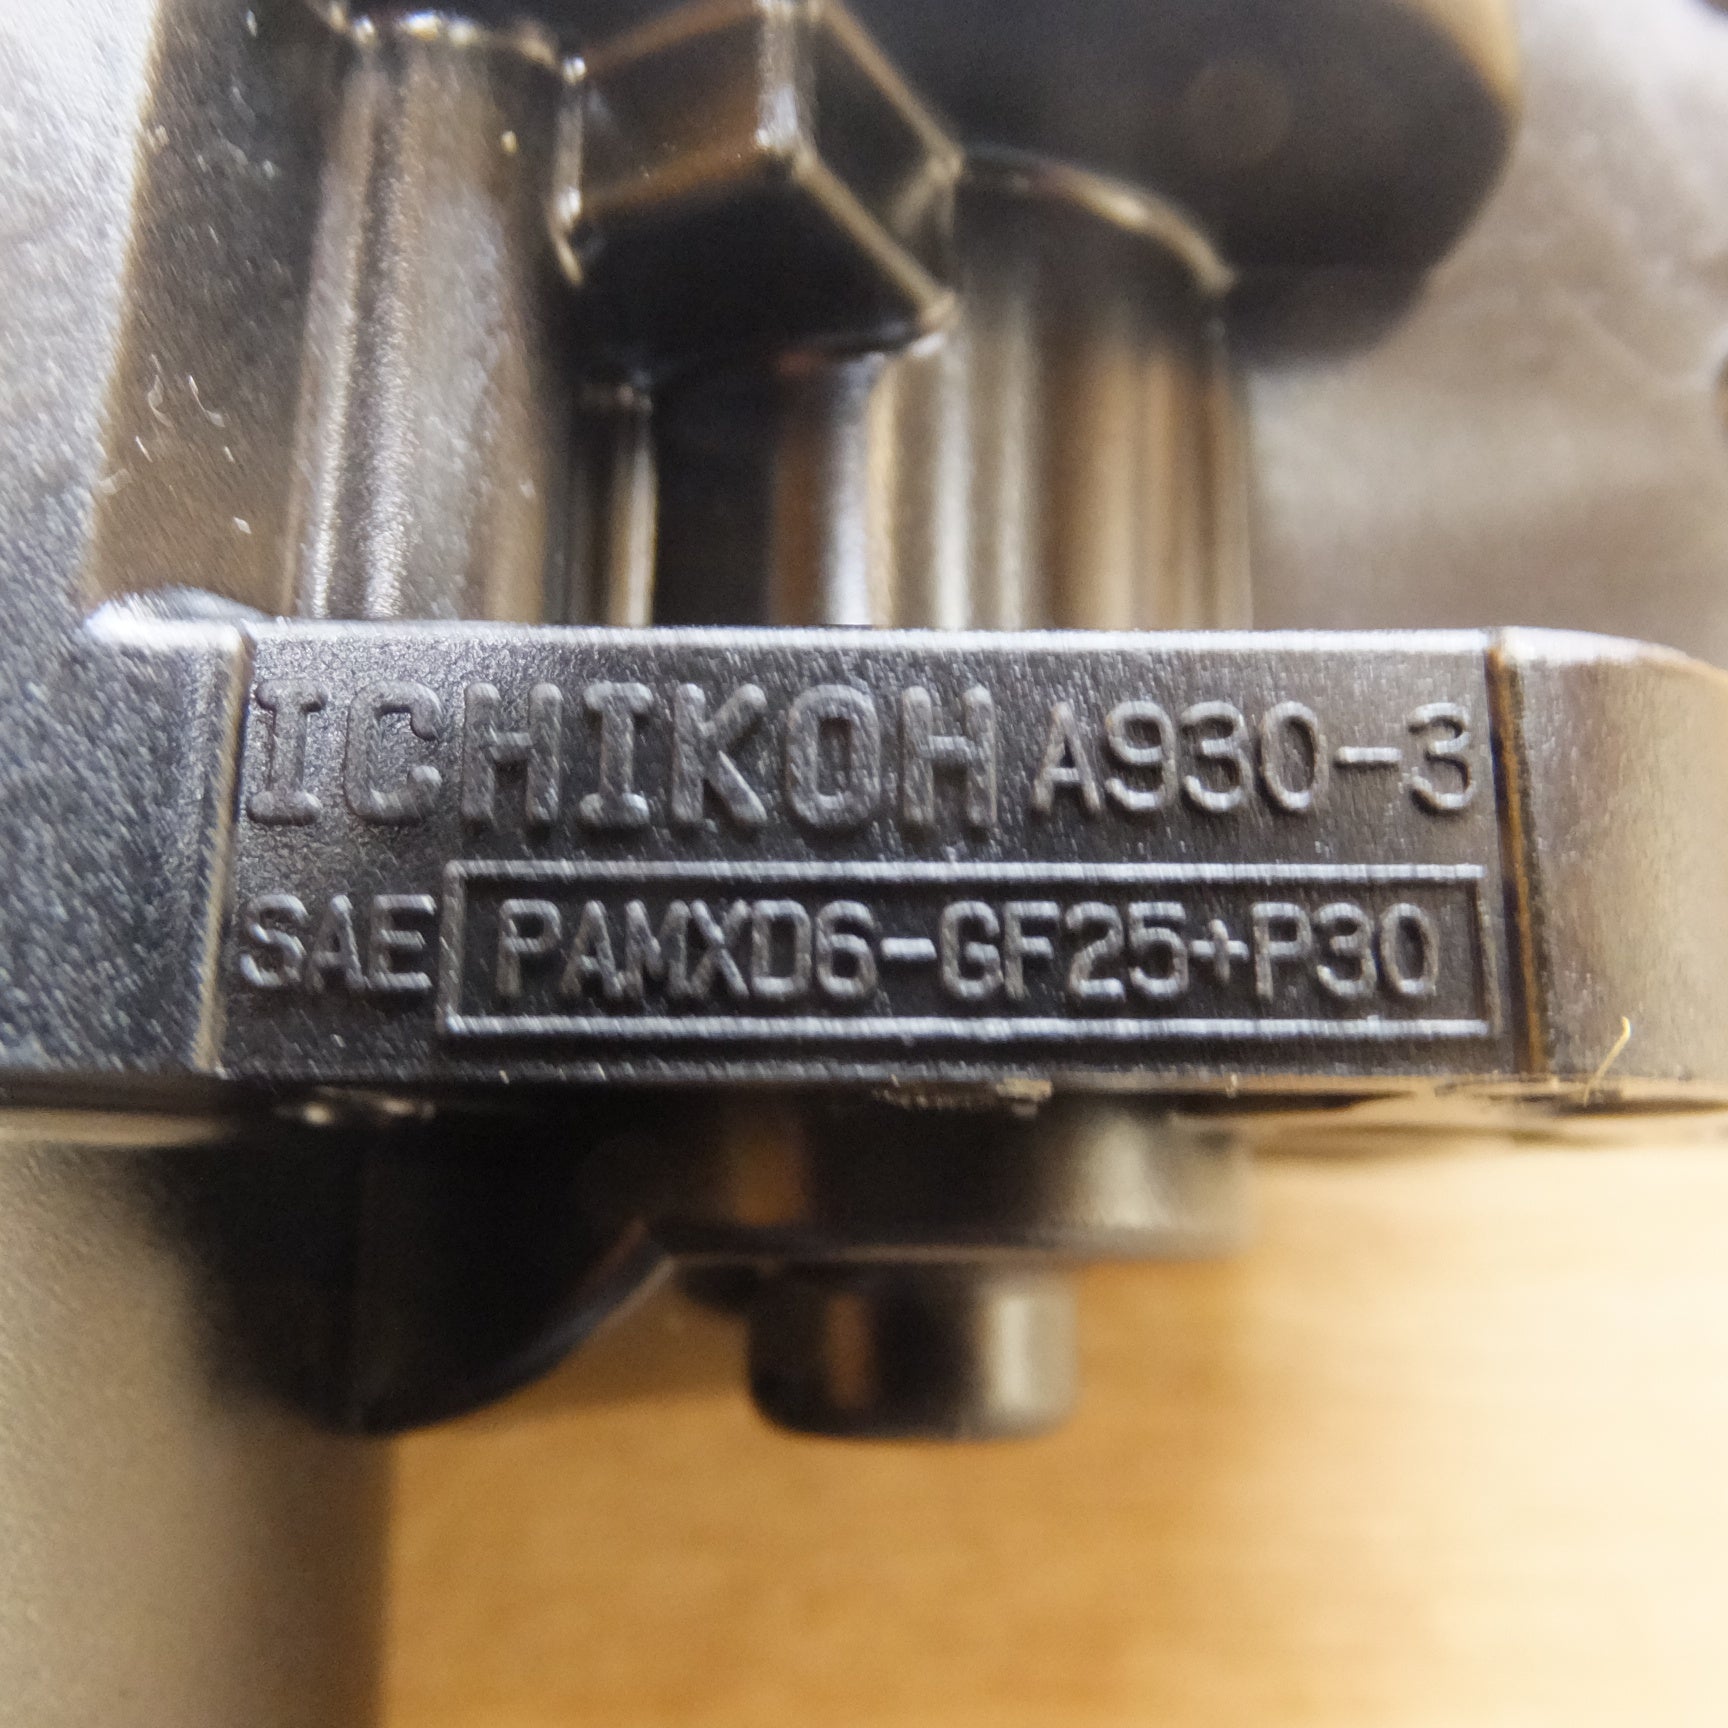 ICHIKOH A930-3
SAE PAMXD6-GF25+P30